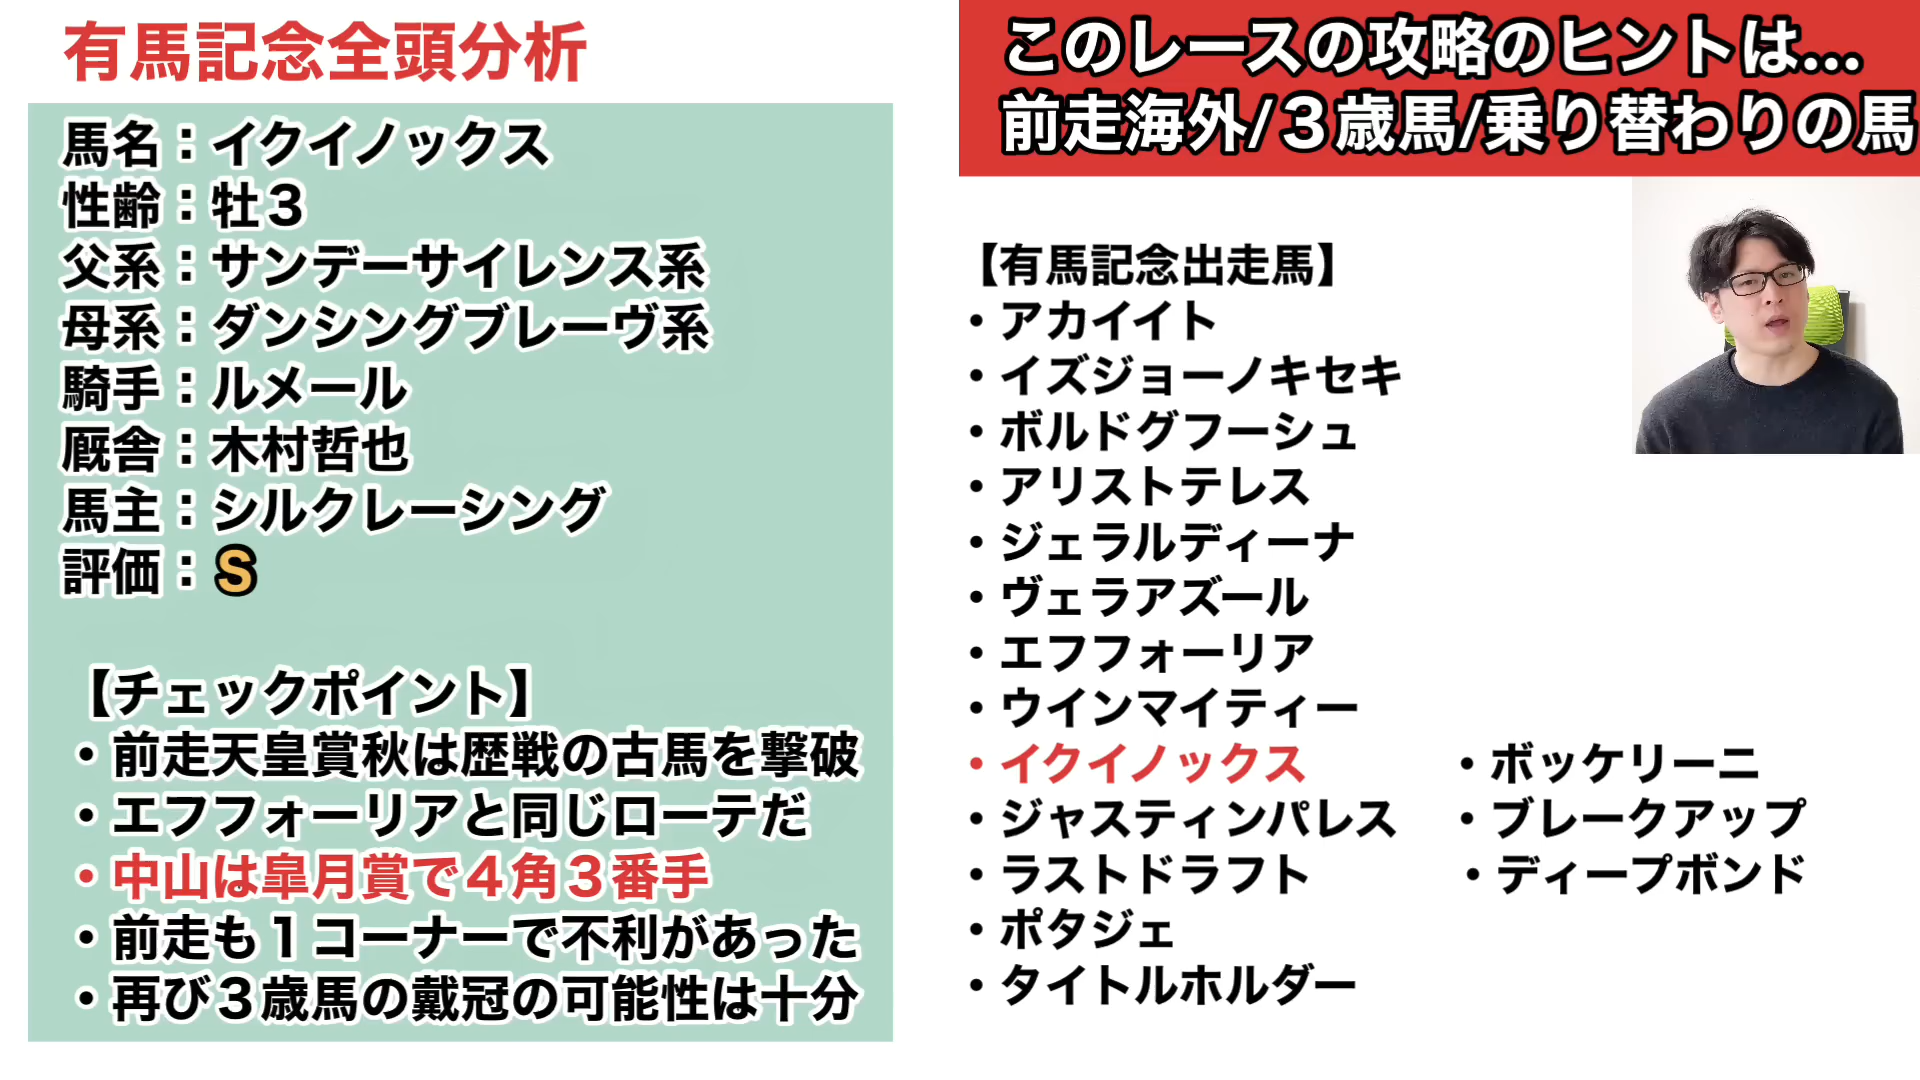 有馬記念全頭分析
馬名：イクイノックス
性齢：牡３
父系：サンデーサイレンス系
母系：ダンシングブレーヴ系
騎手：ルメール
厩舎：木村哲也
馬主：シルクレーシング
評価：S
【チェックポイント】
・前走天皇賞秋は歴戦の古馬を撃破
・エフフォーリアと同じローテだ
・中山は皐月賞で４角３番手
・前走も１コーナーで不利があった
・再び３歳馬の戴冠の可能性は十分
このレースの攻略のヒントは...
前走海外/３歳馬/乗り替わりの馬
【有馬記念出走馬】
・アカイイト
・イズジョーノキセキ
・ボルドグフーシュ
・アリストテレス
・ジェラルディーナ
・ヴェラアズール
・エフフォーリア
・ウインマイティー
・イクイノックス
・ジャスティンパレス
・ラストドラフト
・ポタジェ
・タイトルホルダー
・ボッケリーニ
・ブレークアップ
・ディープボンド